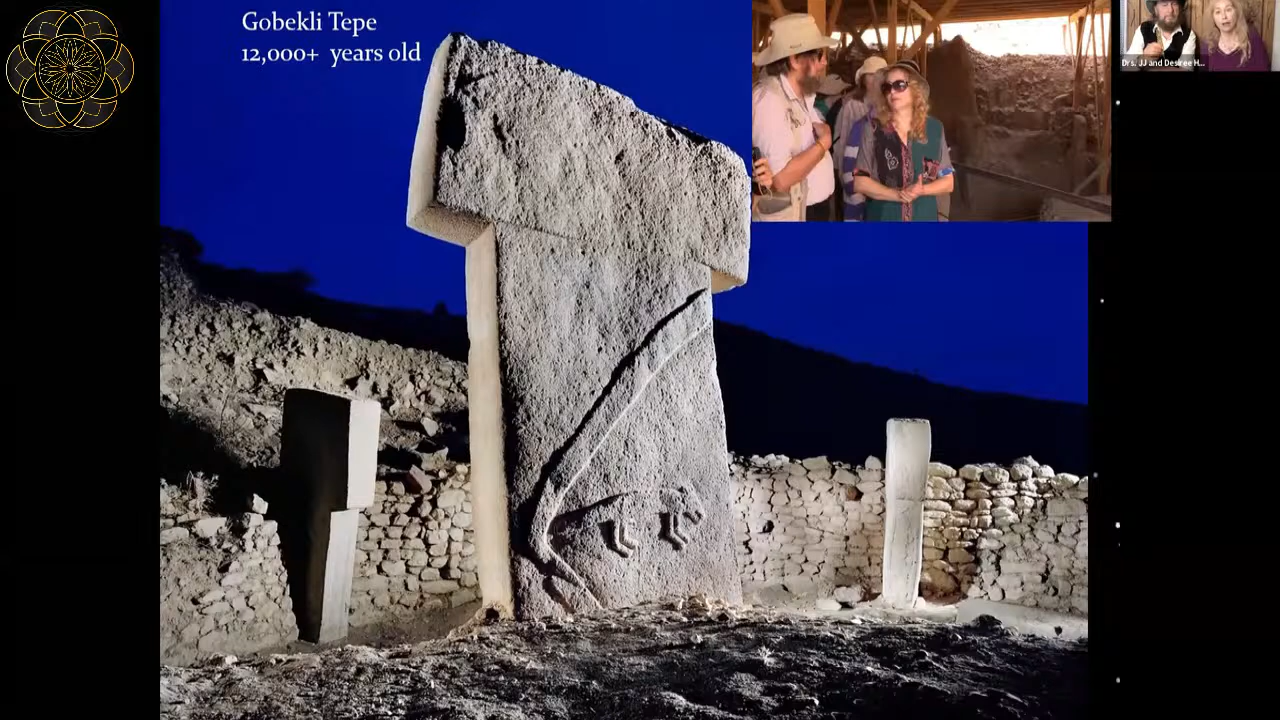 Gobekli Tepe
12,000+ years old
Drs. JJ and Desiree H...